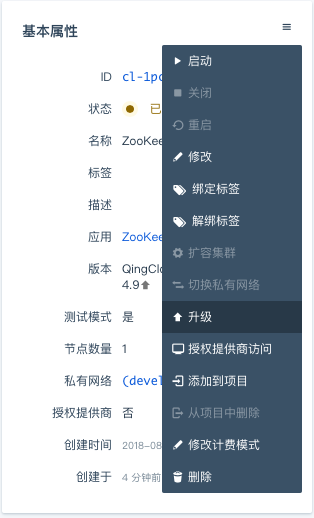 基本属性
ID cl-1pc
状态 已
名称 ZooKee
标签
描述
应用 ZooKee
版本 QingClo
4.9
测试模式 是
节点数量 1
私有网络 (devel
授权提供商 否
创建时间 2018-08
创建于 4 分钟前
启动
关闭
重启
修改
绑定标签
解绑标签
扩容集群
切换私有网络
升级
授权提供商访问
添加到项目
从项目中删除
修改计费模式
删除